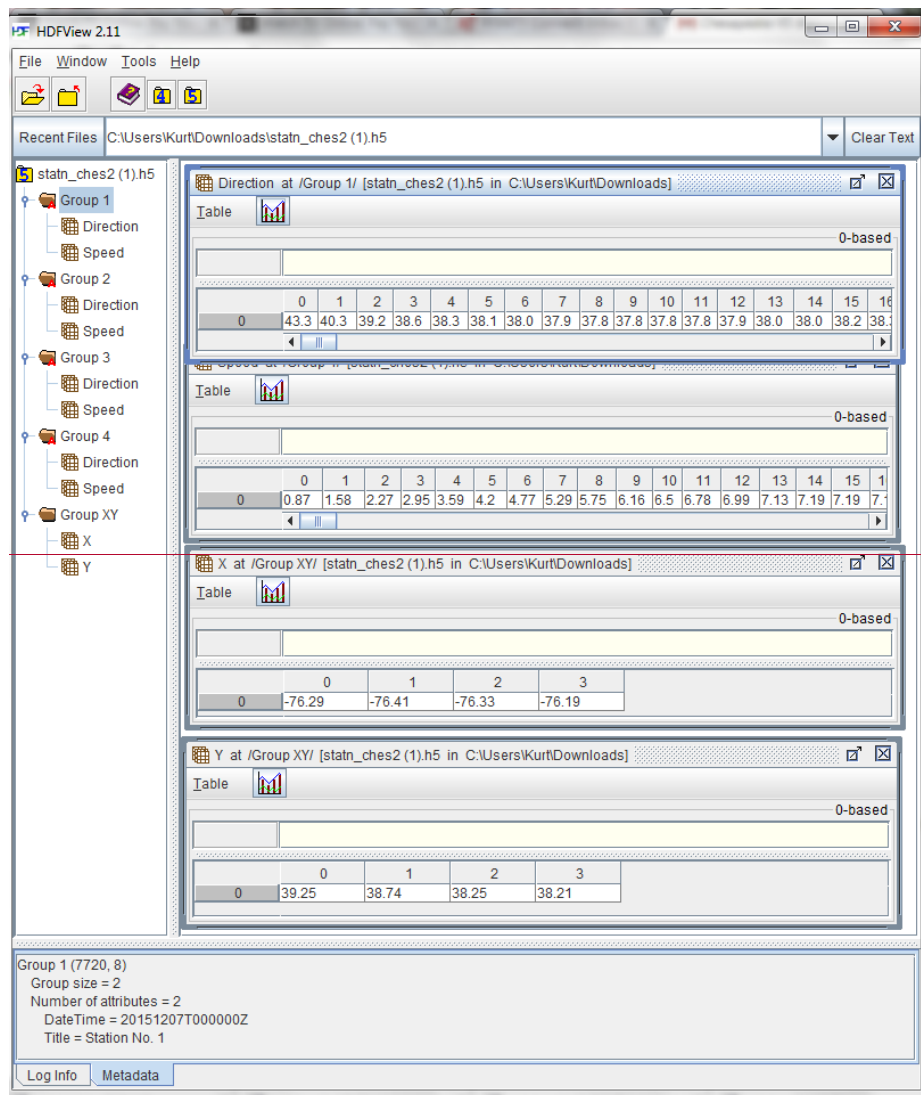 HDFView 2.11
File Window Tools Help
4 5
Recent Files C:\Users\Kurt\Downloads\statn_ches2 (1).h5 Clear Text
5 statn_ches2 (1).h5
Group 1
Direction
Speed
Group 2
Direction
Speed
Group 3
Direction
Speed
Group 4
Direction
Speed
Group XY
X
Y
Direction at /Group 1/ [statn_ches2 (1).h5 in C:\Users\Kurt\Downloads]
Table
0-based
0 1 2 3 4 5 6 7 8 9 10 11 12 13 14 15 16
0 43.3 40.3 39.2 38.6 38.3 38.1 38.0 37.9 37.8 37.8 37.8 37.8 37.9 38.0 38.0 38.2 38.
Table
0-based
0 1 2 3 4 5 6 7 8 9 10 11 12 13 14 15 1
0 0.87 1.58 2.27 2.95 3.59 4.2 4.77 5.29 5.75 6.16 6.5 6.78 6.99 7.13 7.19 7.19 7.
X at /Group XY/ [statn_ches2 (1).h5 in C:\Users\Kurt\Downloads]
Table
0-based
0 1 2 3
0 -76.29 -76.41 -76.33 -76.19
Y at /Group XY/ [statn_ches2 (1).h5 in C:\Users\Kurt\Downloads]
Table
0-based
0 1 2 3
0 39.25 38.74 38.25 38.21
Group 1 (7720, 8)
Group size = 2
Number of attributes = 2
DateTime = 20151207T000000Z
Title = Station No. 1
Log Info Metadata